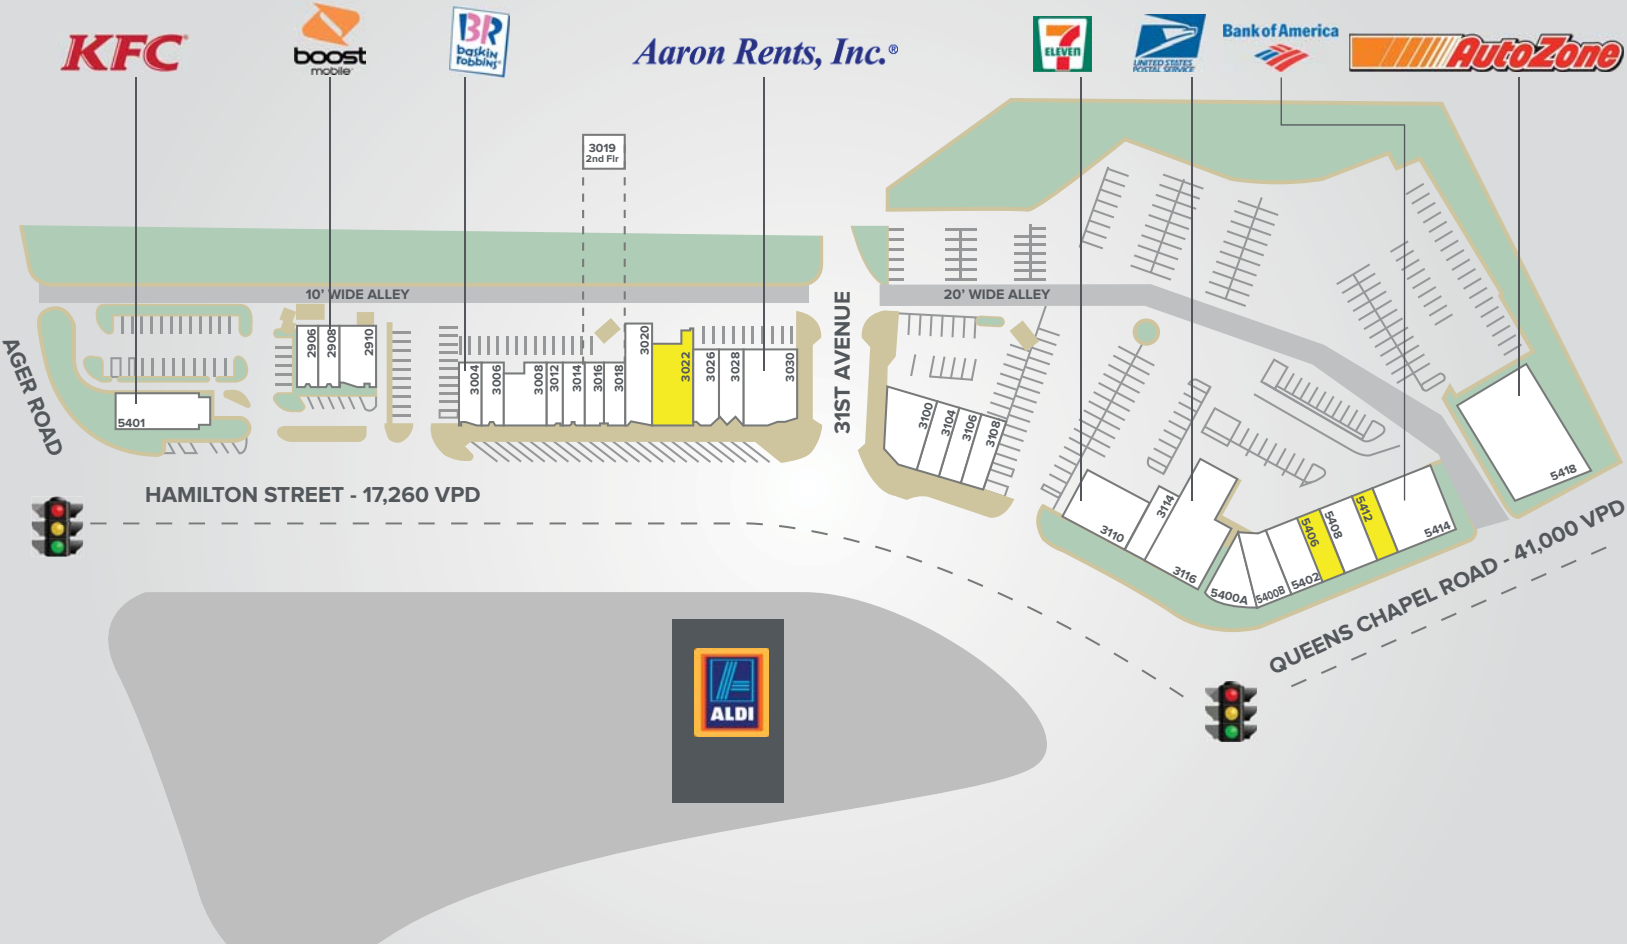 KFC
boost
mobile
BR
baskin
robbins
Aaron Rents, Inc.®
7
ELEVEN
UNITED STATES
POSTAL SERVICE
Bank of America
AutoZone
3019
2nd Flr
10' WIDE ALLEY
20' WIDE ALLEY
AGER ROAD
31ST AVENUE
5401
2906
2908
2910
3004
3006
3008
3012
3014
3016
3018
3020
3022
3026
3028
3030
3100
3104
3106
3108
3110
3114
3116
5400A
5400B
5402
5406
5408
5412
5414
5418
HAMILTON STREET - 17,260 VPD
QUEENS CHAPEL ROAD - 41,000 VPD
ALDI